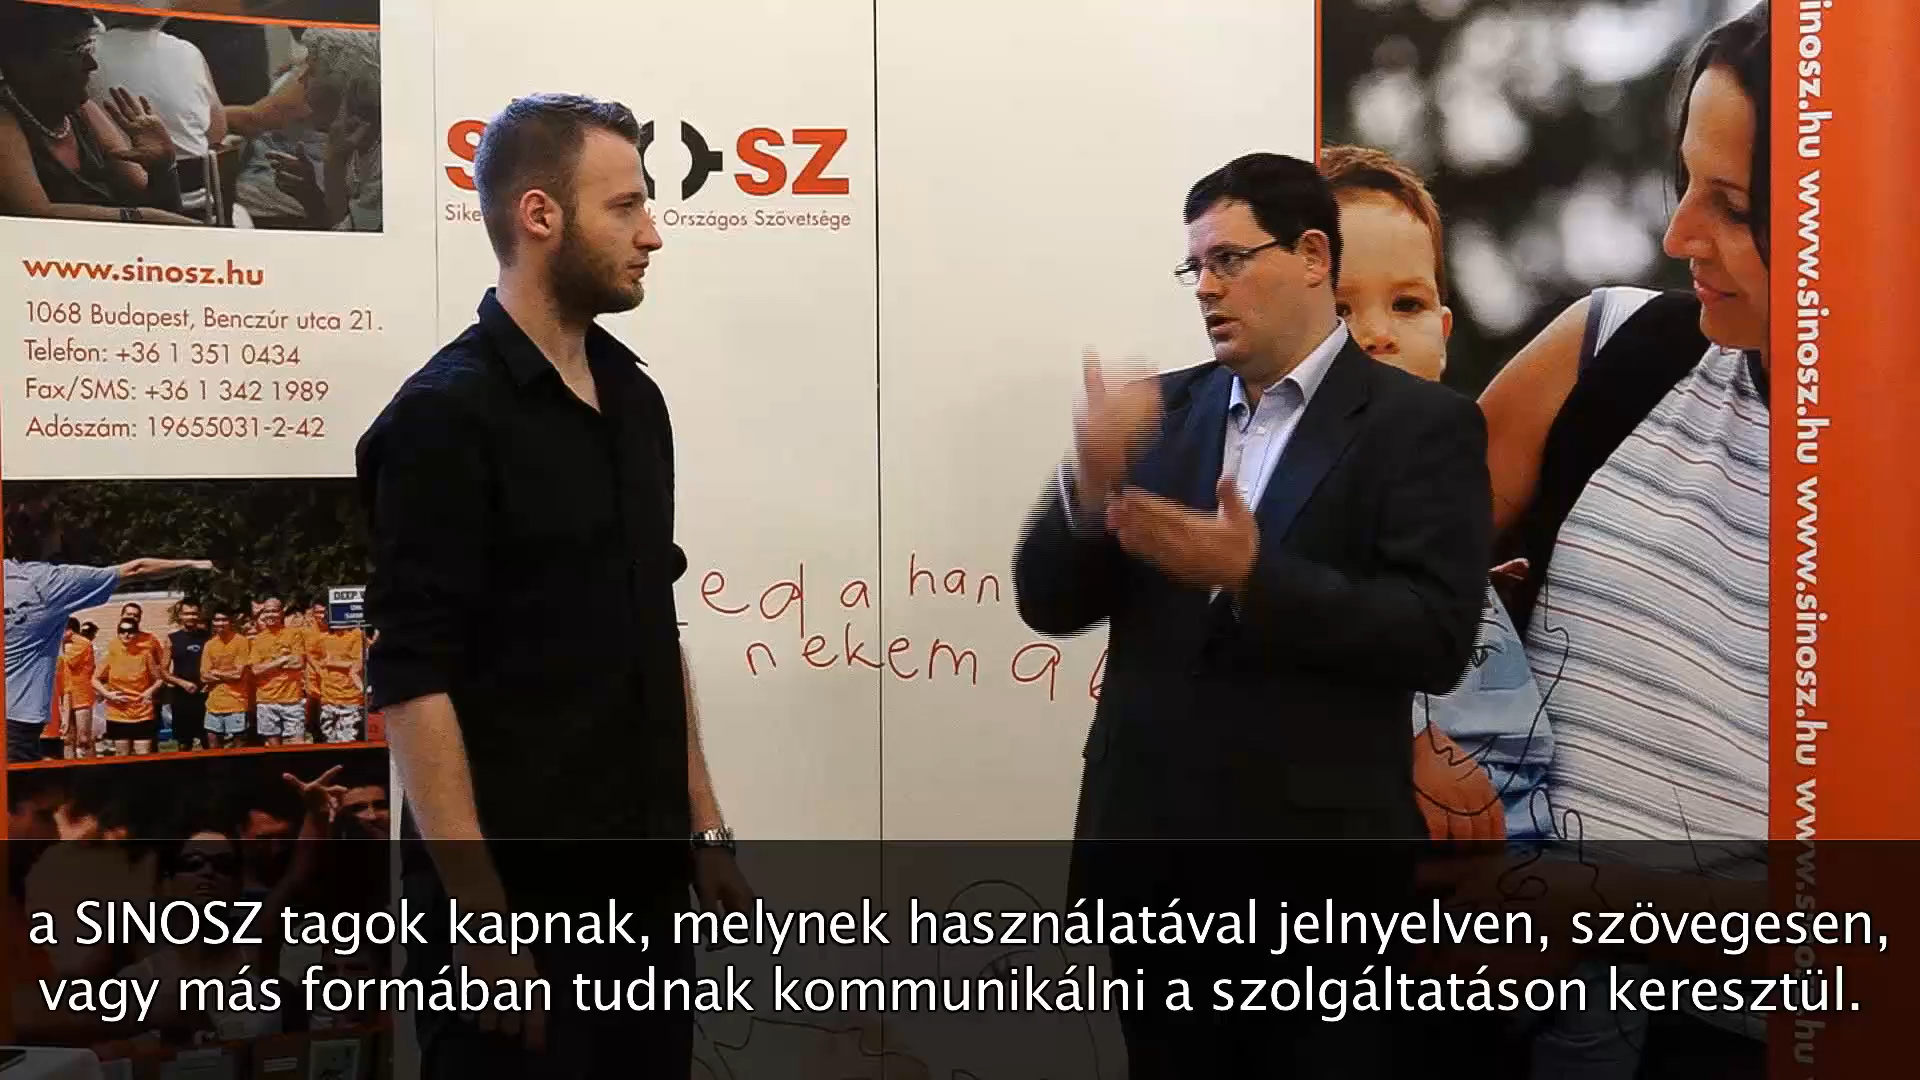 SZ
Országos Szövetsége
www.sinosz.hu
1068 Budapest, Benczúr utca 21.
Telefon: +36 1 351 0434
Fax/SMS: +36 1 342 1989
Adószám: 19655031-2-42
a han
nekem a
www.sinosz.hu www.sinosz.hu www.sinosz.hu
a SINOSZ tagok kapnak, melynek használatával jelnyelven, szövegesen,
vagy más formában tudnak kommunikálni a szolgáltatáson keresztül.